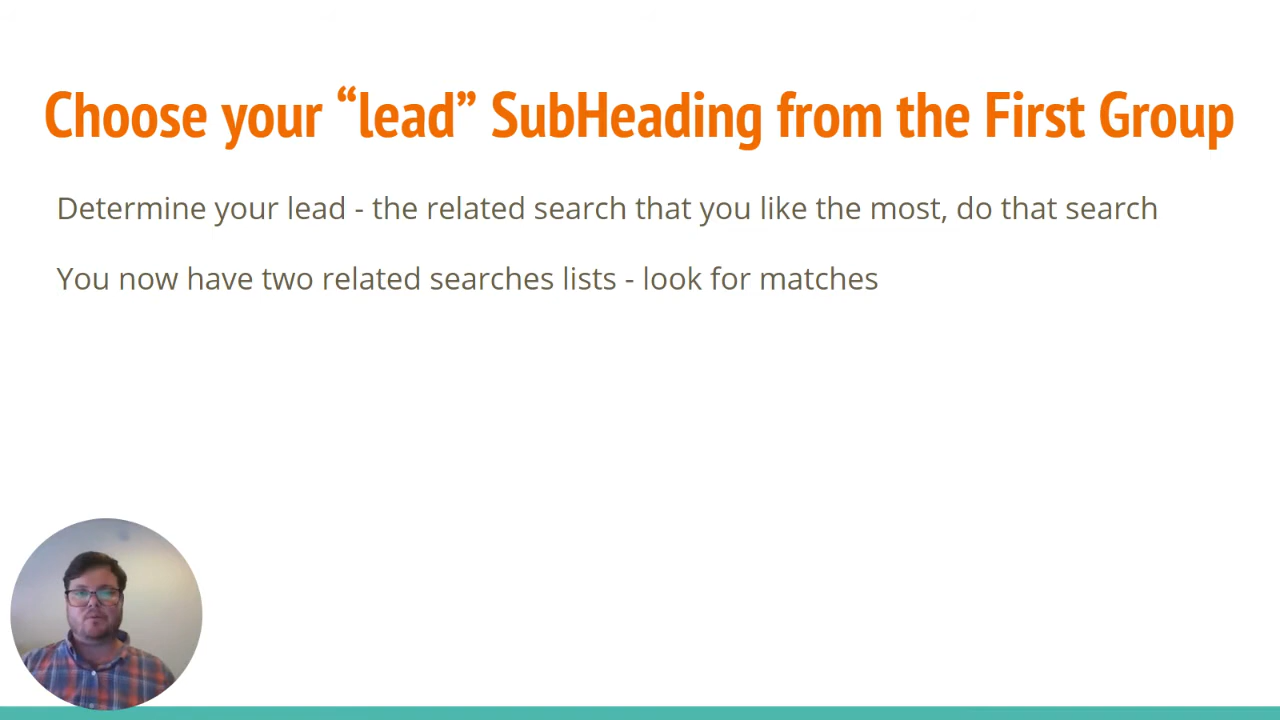 Choose your “lead” SubHeading from the First Group
Determine your lead - the related search that you like the most, do that search
You now have two related searches lists - look for matches